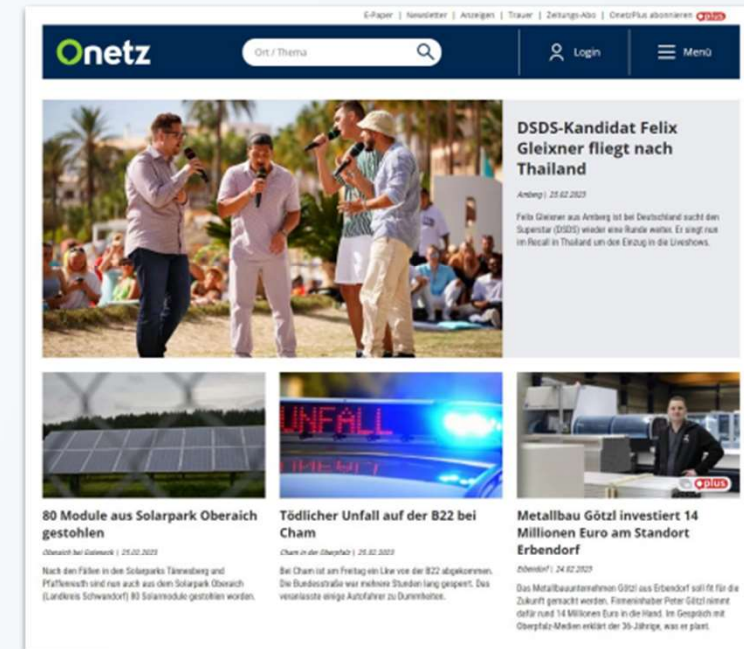 E-Paper | Newsletter | Anzeigen | Trauer | Zeitungs-Abo | OnetzPlus abonnieren plus
Onetz
Ort / Thema
Login
Menü
DSDS-Kandidat Felix
Gleixner fliegt nach
Thailand
Amberg | 25.02.2023
Felix Gleixner aus Amberg ist bei Deutschland sucht den
Superstar (DSDS) wieder eine Runde weiter. Er singt nun
im Recall in Thailand um den Einzug in die Liveshows.
UNFALL
plus
80 Module aus Solarpark Oberaich
gestohlen
Oberaich bei Guteneck | 25.02.2023
Nach den Fällen in den Solarparks Tännesberg und
Pfaffenreuth sind nun auch aus dem Solarpark Oberaich
(Landkreis Schwandorf) 80 Solarmodule gestohlen worden.
Tödlicher Unfall auf der B22 bei
Cham
Cham in der Oberpfalz | 25.02.2023
Bei Cham ist am Freitag ein Lkw von der B22 abgekommen.
Die Bundesstraße war mehrere Stunden lang gesperrt. Das
veranlasste einige Autofahrer zu Dummheiten.
Metallbau Götzl investiert 14
Millionen Euro am Standort
Erbendorf
Erbendorf | 24.02.2023
Das Metallbauunternehmen Götzl aus Erbendorf soll fit für die
Zukunft gemacht werden. Firmeninhaber Peter Götzl nimmt
dafür rund 14 Millionen Euro in die Hand. Im Gespräch mit
Oberpfalz-Medien erklärt der 36-Jährige, was er plant.